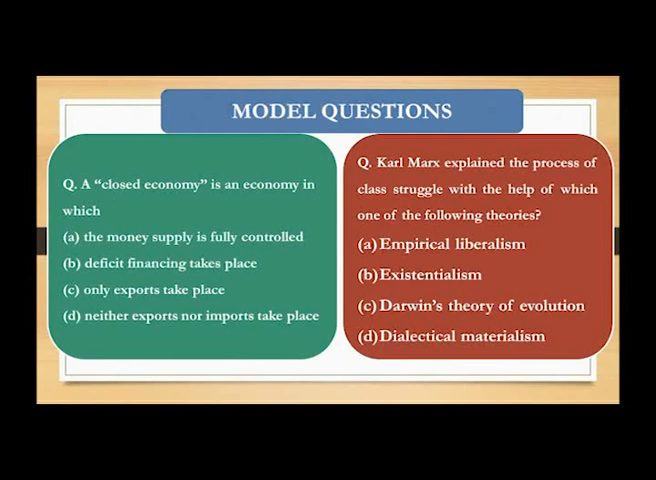 MODEL QUESTIONS
Q. A “closed economy” is an economy in
which
(a) the money supply is fully controlled
(b) deficit financing takes place
(c) only exports take place
(d) neither exports nor imports take place
Q. Karl Marx explained the process of
class struggle with the help of which
one of the following theories?
(a)Empirical liberalism
(b)Existentialism
(c)Darwin’s theory of evolution
(d)Dialectical materialism